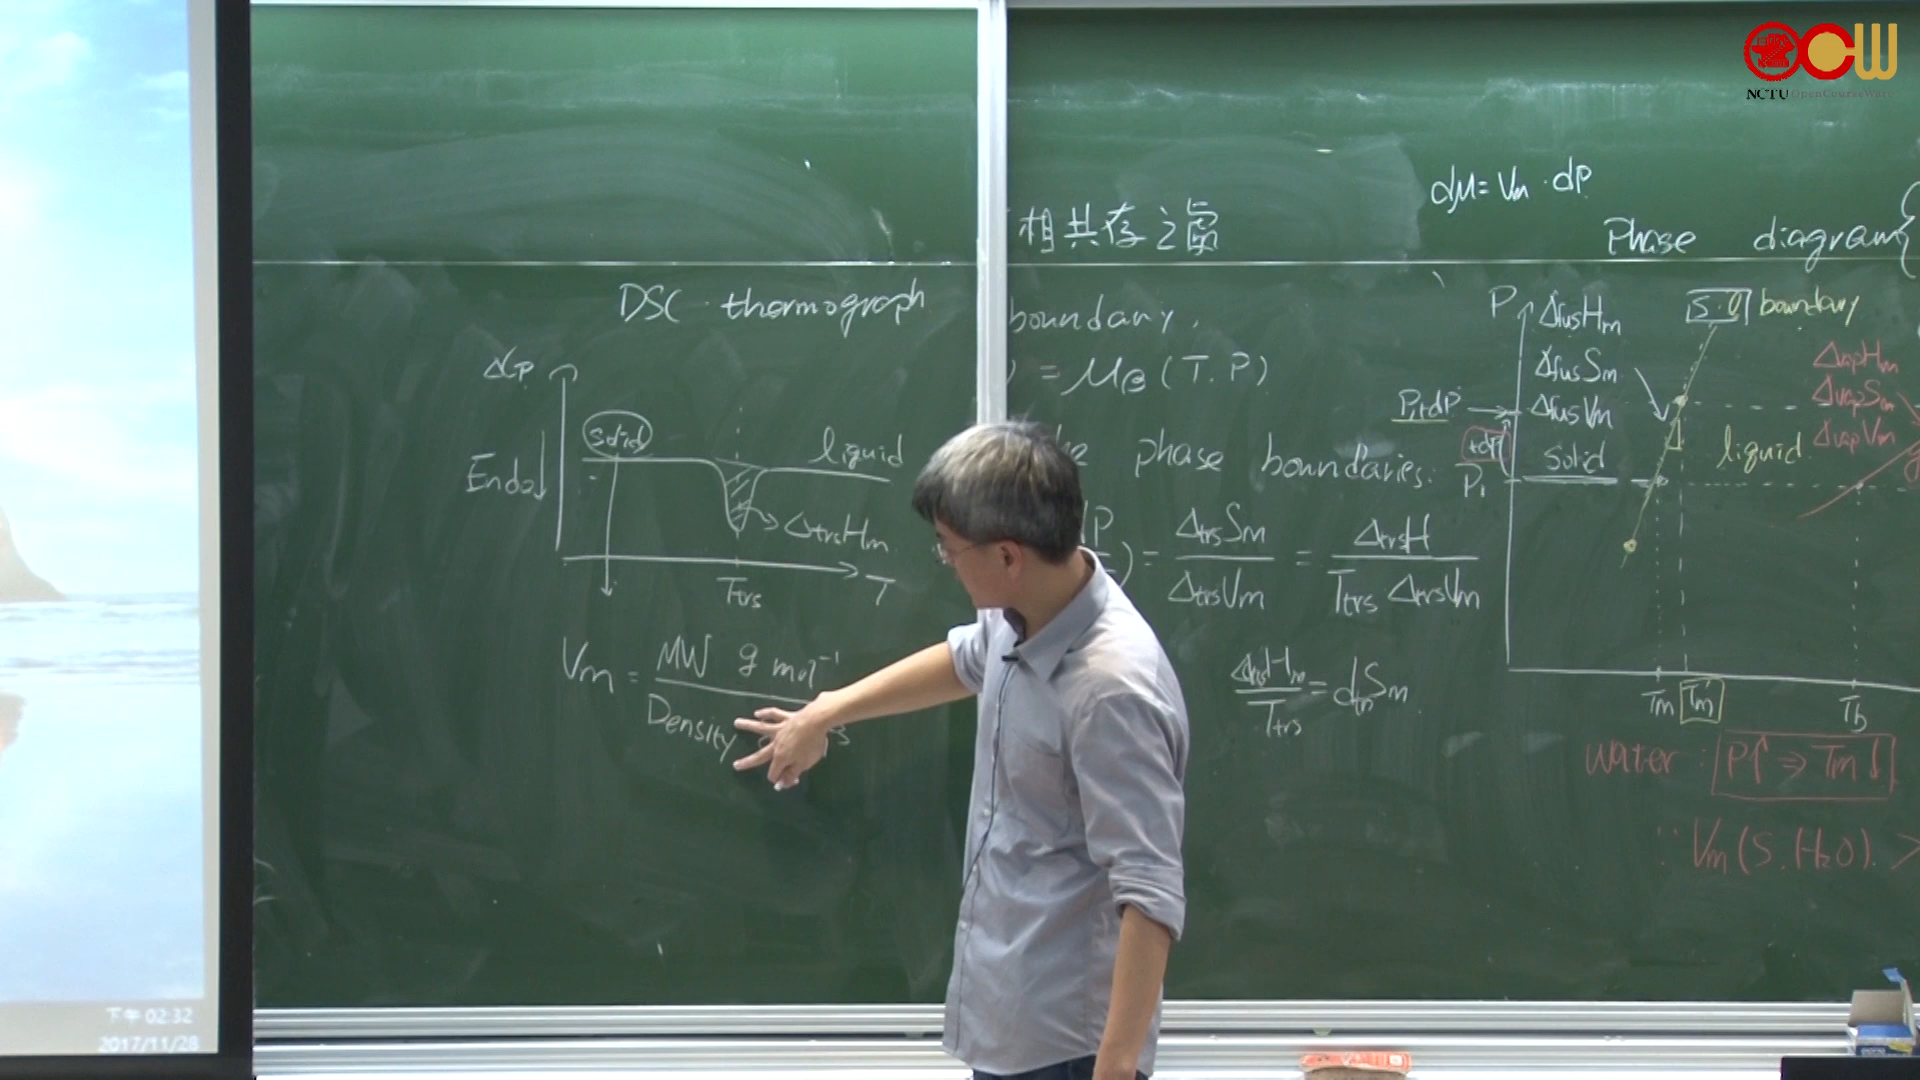 NCTU OpenCourseWare
DSC thermograph
ΔCp
Endo↓
solid
liquid
ΔtrsHm
Ttrs
T
Vm = MW g mol⁻¹
Density
相共存之
boundary,
) = μβ (T.P)
phase boundaries.
) = ΔtrsSm / ΔtrsVm = ΔtrsH / Ttrs ΔtrsVm
ΔtrsHm / Ttrs =
dμ = Vm · dP
Phase diagram {
P
ΔfusHm
ΔfusSm
ΔfusVm
S.l boundary
ΔvapHm
ΔvapSm
ΔvapVm
P1+dP
+dP
P1
solid
liquid
Tm
Tm'
Tb
water : P↑ ⇒ Tm↓
∵ Vm (S. H2O) >
下午 02:32
2017/11/28